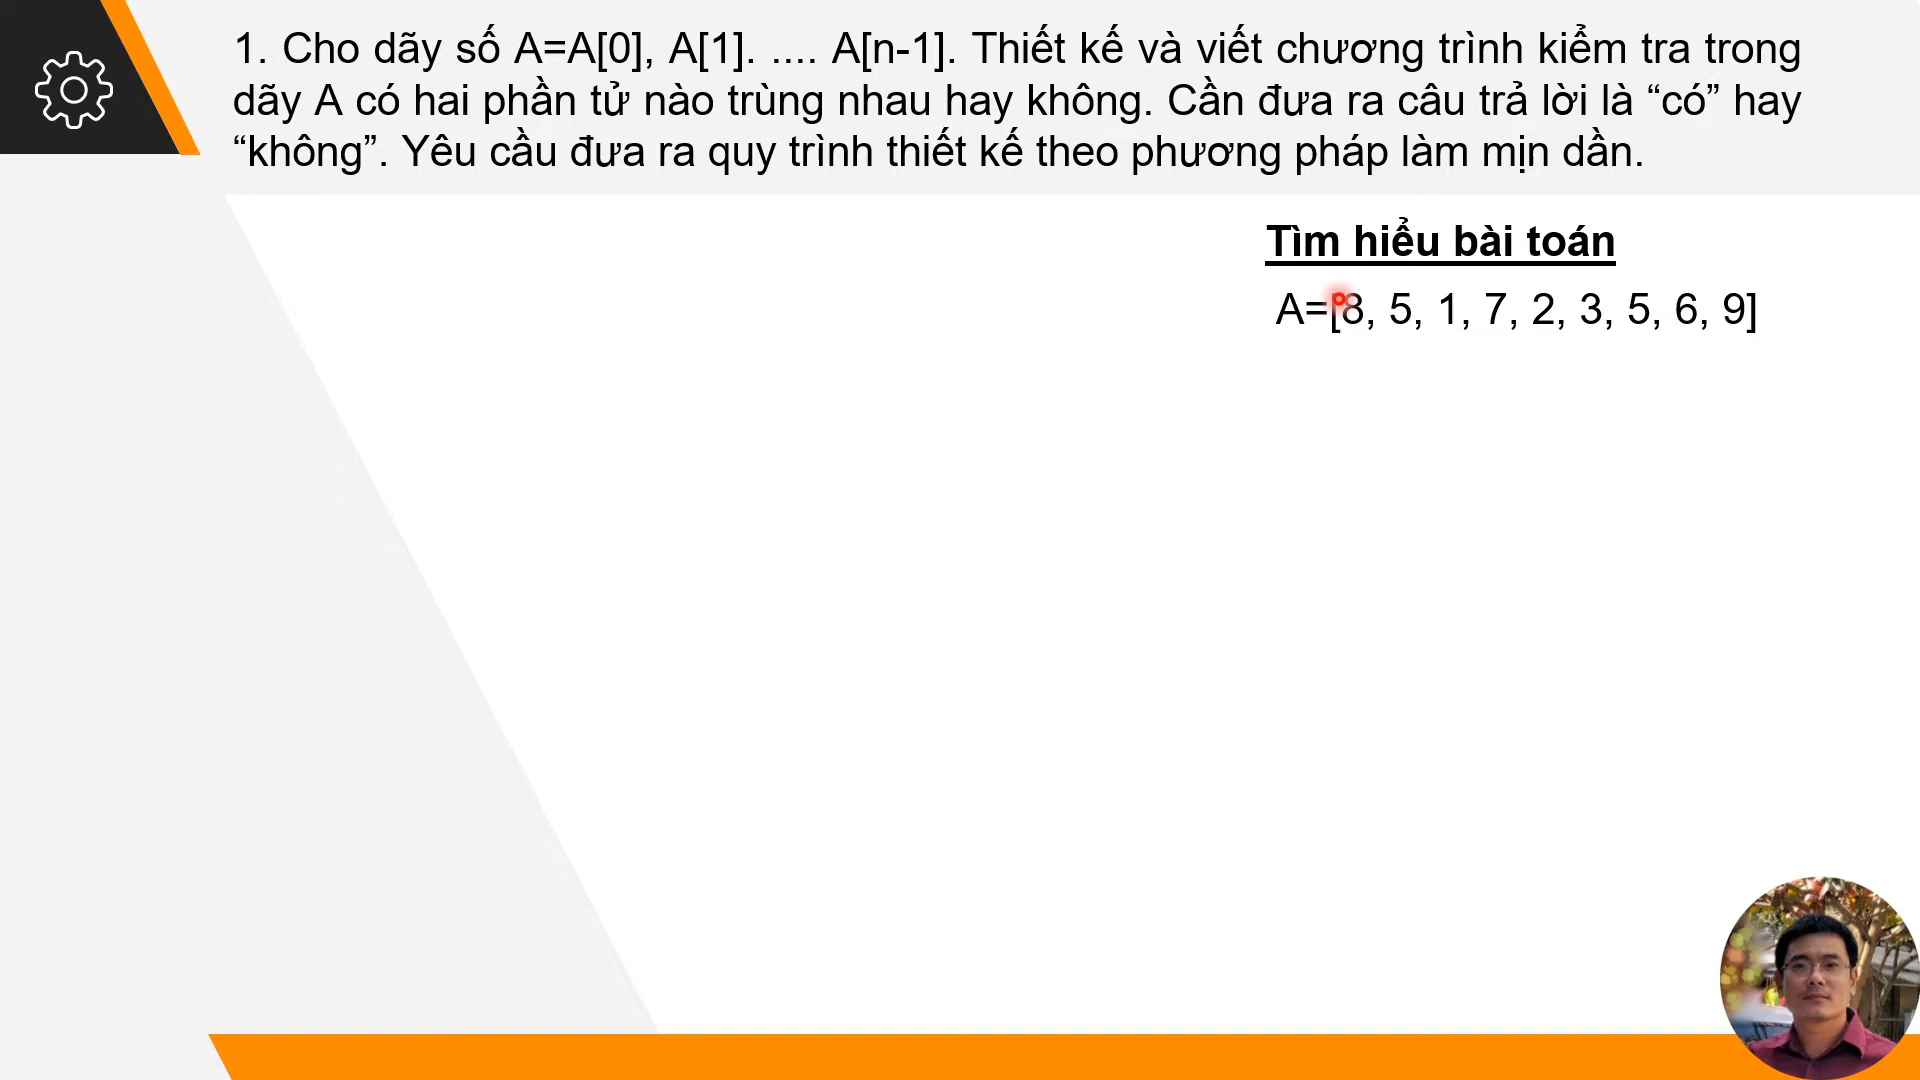 1. Cho dãy số A=A[0], A[1]. .... A[n-1]. Thiết kế và viết chương trình kiểm tra trong
dãy A có hai phần tử nào trùng nhau hay không. Cần đưa ra câu trả lời là “có” hay
“không”. Yêu cầu đưa ra quy trình thiết kế theo phương pháp làm mịn dần.
Tìm hiểu bài toán
A=[8, 5, 1, 7, 2, 3, 5, 6, 9]